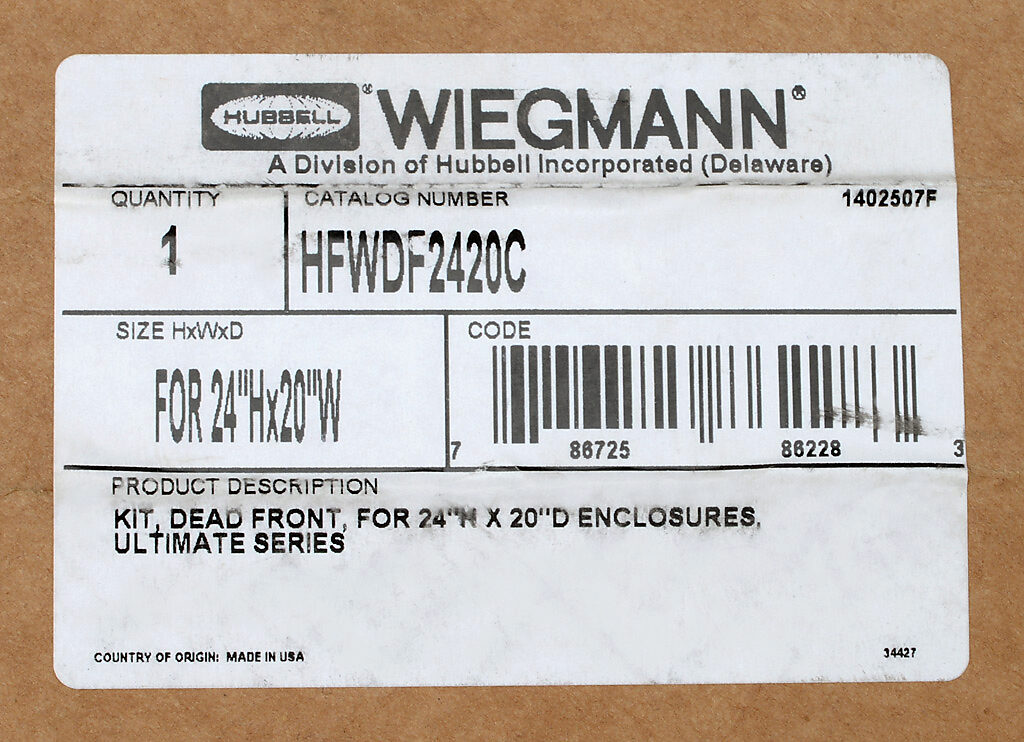 HUBBELL® WIEGMANN®
A Division of Hubbell Incorporated (Delaware)
QUANTITY CATALOG NUMBER 1402507F
1 HFWDF2420C
SIZE HxWxD CODE
FOR 24"Hx20"W
7 86725 86228 3
PRODUCT DESCRIPTION
KIT, DEAD FRONT, FOR 24"H X 20"D ENCLOSURES,
ULTIMATE SERIES
COUNTRY OF ORIGIN: MADE IN USA 34427